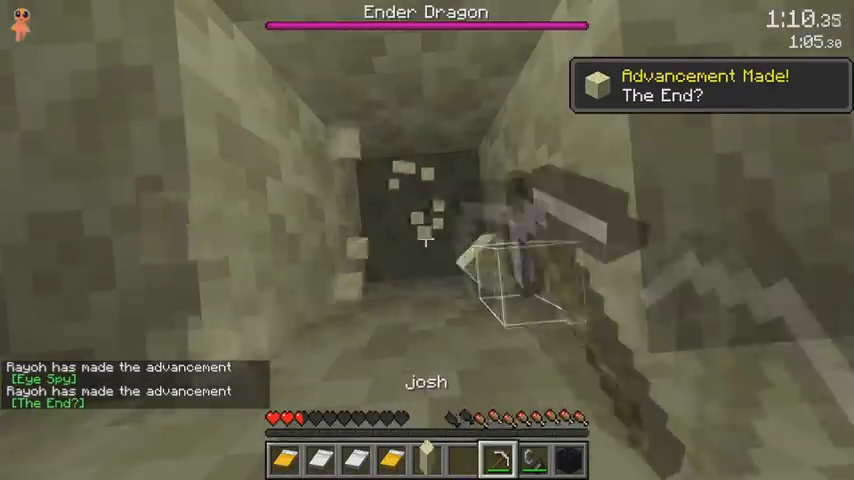 Ender Dragon
1:10.35
1:05.30
Advancement Made!
The End?
Rayoh has made the advancement
[Eye Spy]
Rayoh has made the advancement
[The End?]
josh